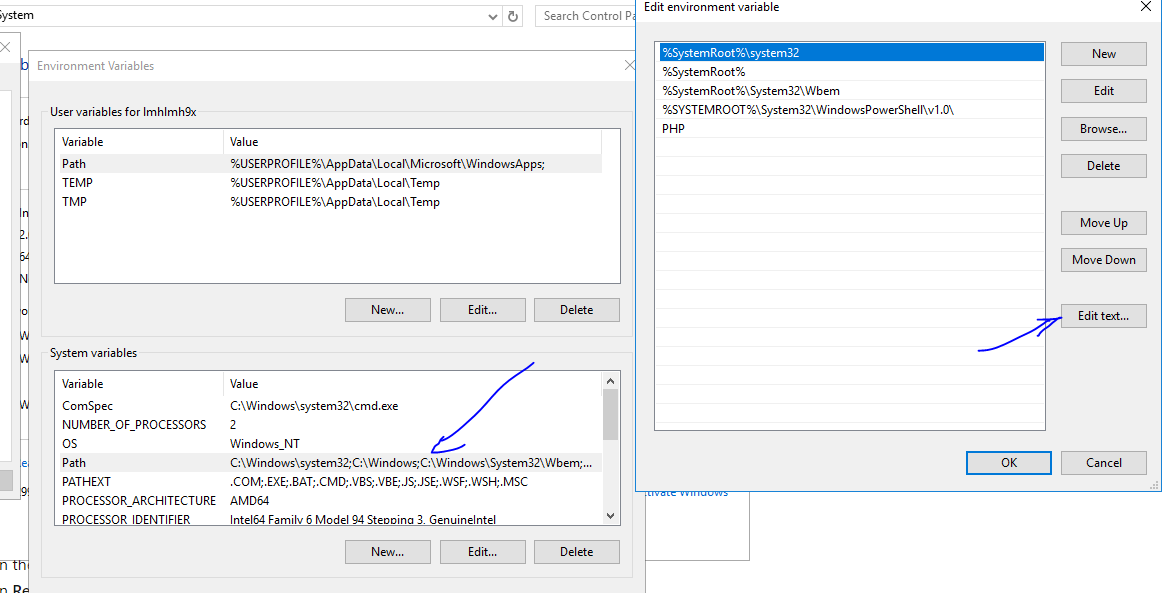 System
Search Control Pa
Edit environment variable
Environment Variables
User variables for lmhlmh9x
Variable Value
Path %USERPROFILE%\AppData\Local\Microsoft\WindowsApps;
TEMP %USERPROFILE%\AppData\Local\Temp
TMP %USERPROFILE%\AppData\Local\Temp
New... Edit... Delete
System variables
Variable Value
ComSpec C:\Windows\system32\cmd.exe
NUMBER_OF_PROCESSORS 2
OS Windows_NT
Path C:\Windows\system32;C:\Windows;C:\Windows\System32\Wbem;...
PATHEXT .COM;.EXE;.BAT;.CMD;.VBS;.VBE;.JS;.JSE;.WSF;.WSH;.MSC
PROCESSOR_ARCHITECTURE AMD64
PROCESSOR_IDENTIFIER Intel64 Family 6 Model 94 Stepping 3, GenuineIntel
New... Edit... Delete
%SystemRoot%\system32
%SystemRoot%
%SystemRoot%\System32\Wbem
%SYSTEMROOT%\System32\WindowsPowerShell\v1.0\
PHP
New
Edit
Browse...
Delete
Move Up
Move Down
Edit text...
OK Cancel
tivate Windows
n the
n Re